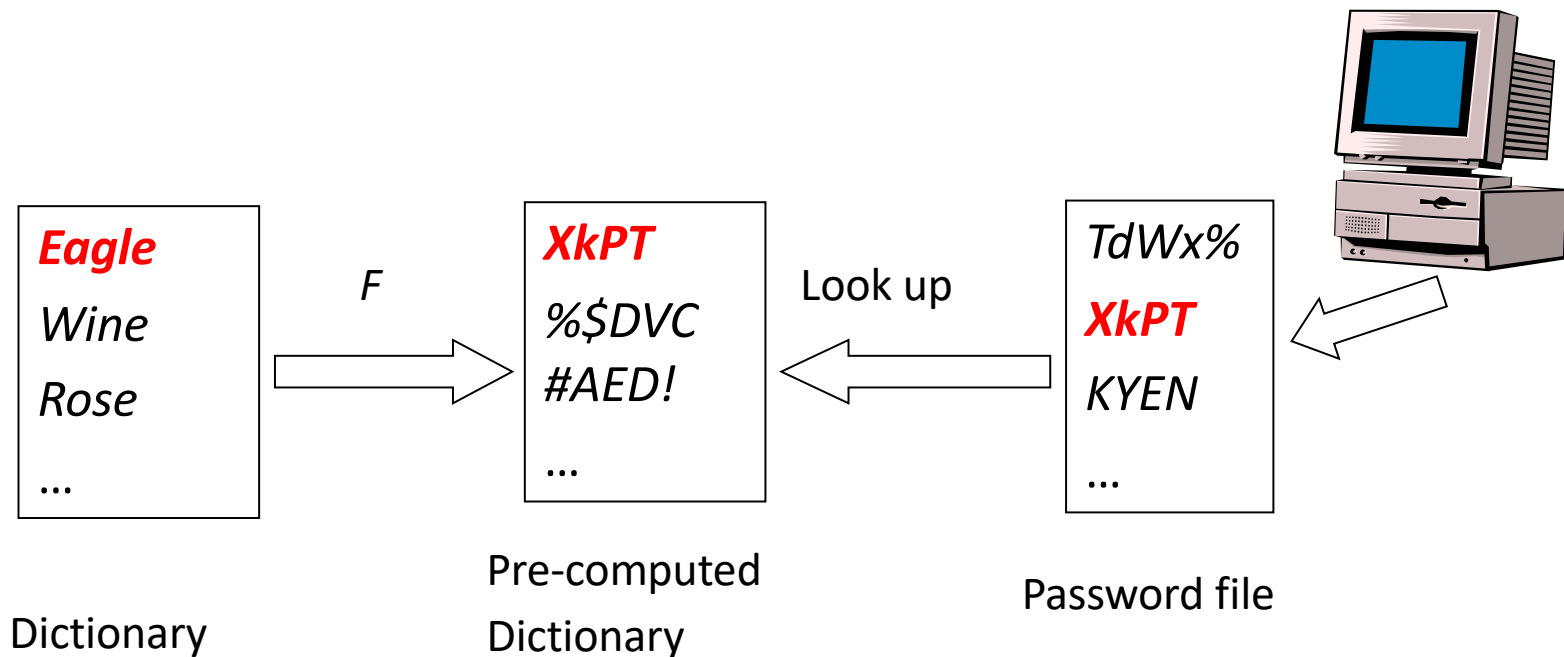 Eagle
Wine
Rose
...
Dictionary
F
XkPT
%$DVC
#AED!
...
Pre-computed
Dictionary
Look up
TdWx%
XkPT
KYEN
...
Password file